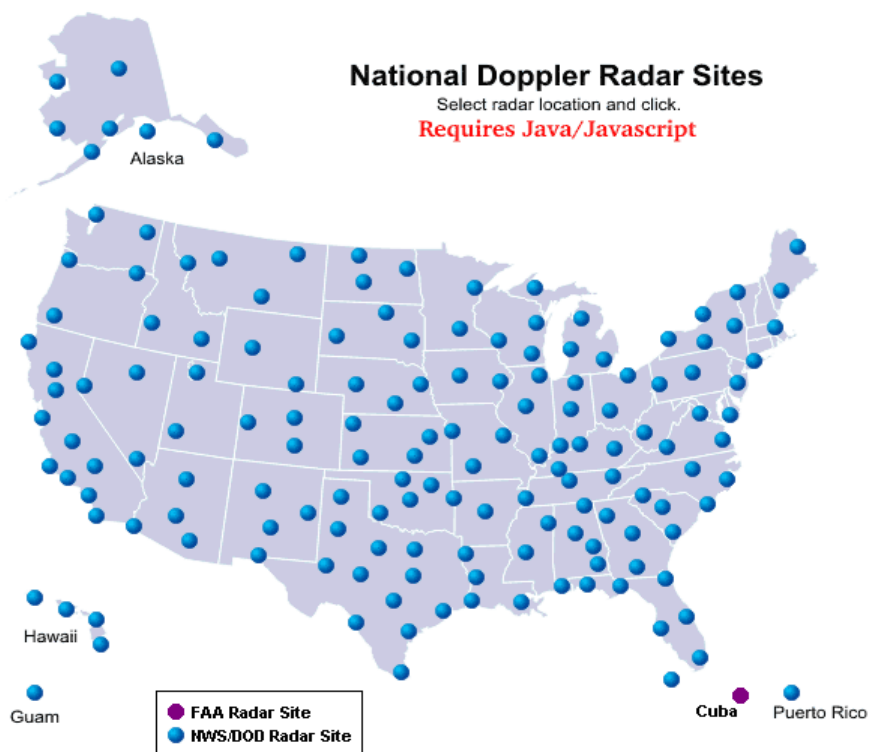 National Doppler Radar Sites
Select radar location and click.
Requires Java/Javascript
Alaska
Hawaii
Guam
FAA Radar Site
NWS/DOD Radar Site
Cuba
Puerto Rico